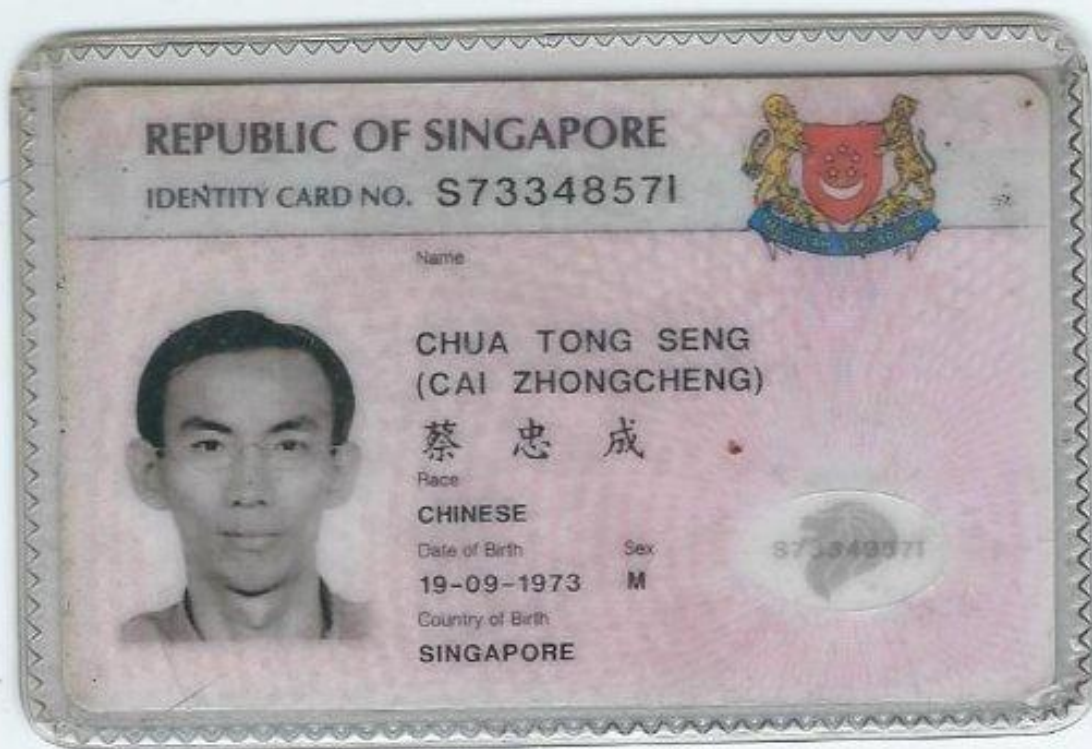 REPUBLIC OF SINGAPORE
IDENTITY CARD NO. S7334857I
Name
CHUA TONG SENG
(CAI ZHONGCHENG)
蔡 忠 成
Race
CHINESE
Date of Birth Sex
19-09-1973 M
Country of Birth
SINGAPORE